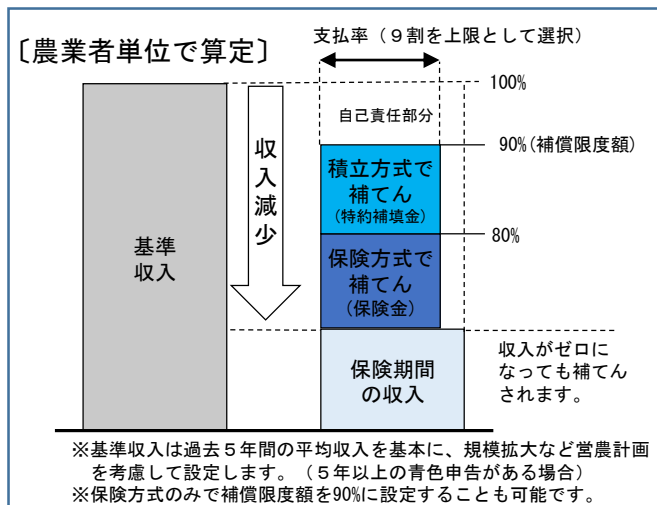 〔農業者単位で算定〕
支払率（９割を上限として選択）
100%
自己責任部分
90%(補償限度額)
収入減少
積立方式で
補てん
(特約補填金)
80%
基準
収入
保険方式で
補てん
(保険金)
保険期間
の収入
収入がゼロに
なっても補てん
されます。
※基準収入は過去５年間の平均収入を基本に、規模拡大など営農計画
を考慮して設定します。（５年以上の青色申告がある場合）
※保険方式のみで補償限度額を90%に設定することも可能です。